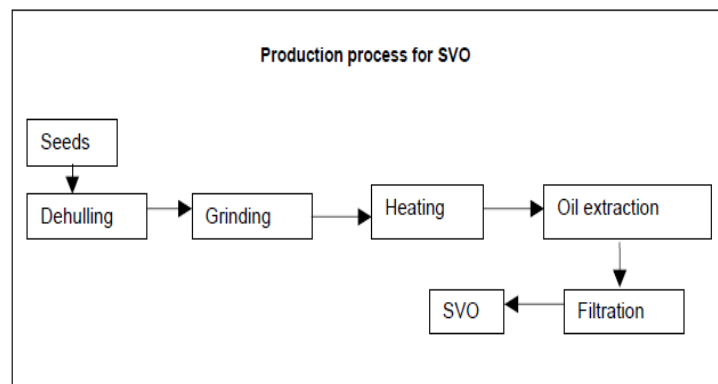 Production process for SVO
Seeds
Dehulling
Grinding
Heating
Oil extraction
Filtration
SVO